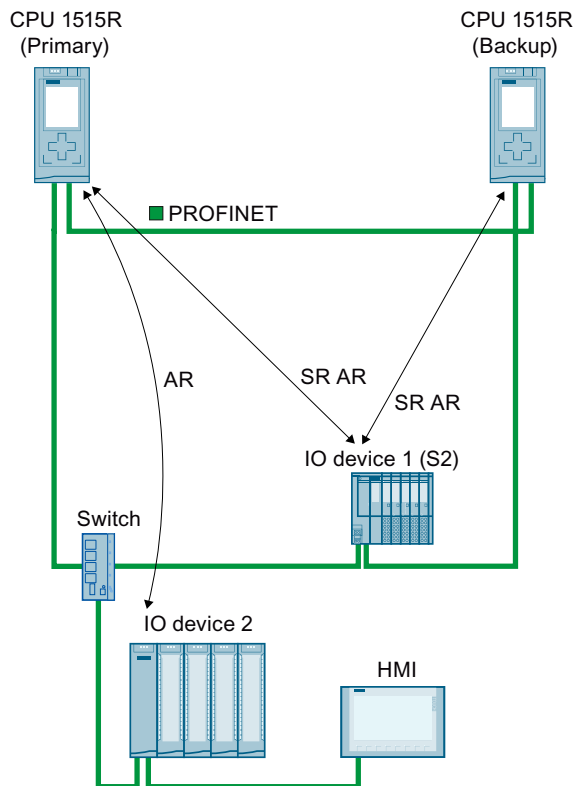 CPU 1515R
(Primary)
CPU 1515R
(Backup)
PROFINET
AR
SR AR
SR AR
IO device 1 (S2)
Switch
IO device 2
HMI